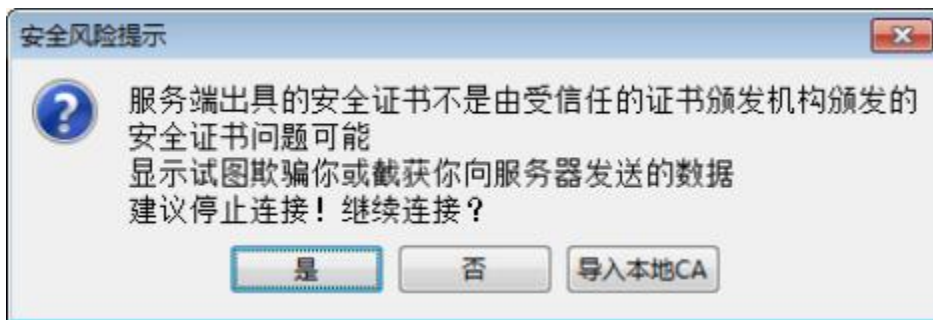 安全风险提示
服务端出具的安全证书不是由受信任的证书颁发机构颁发的
安全证书问题可能
显示试图欺骗你或截获你向服务器发送的数据
建议停止连接！继续连接？
是
否
导入本地CA